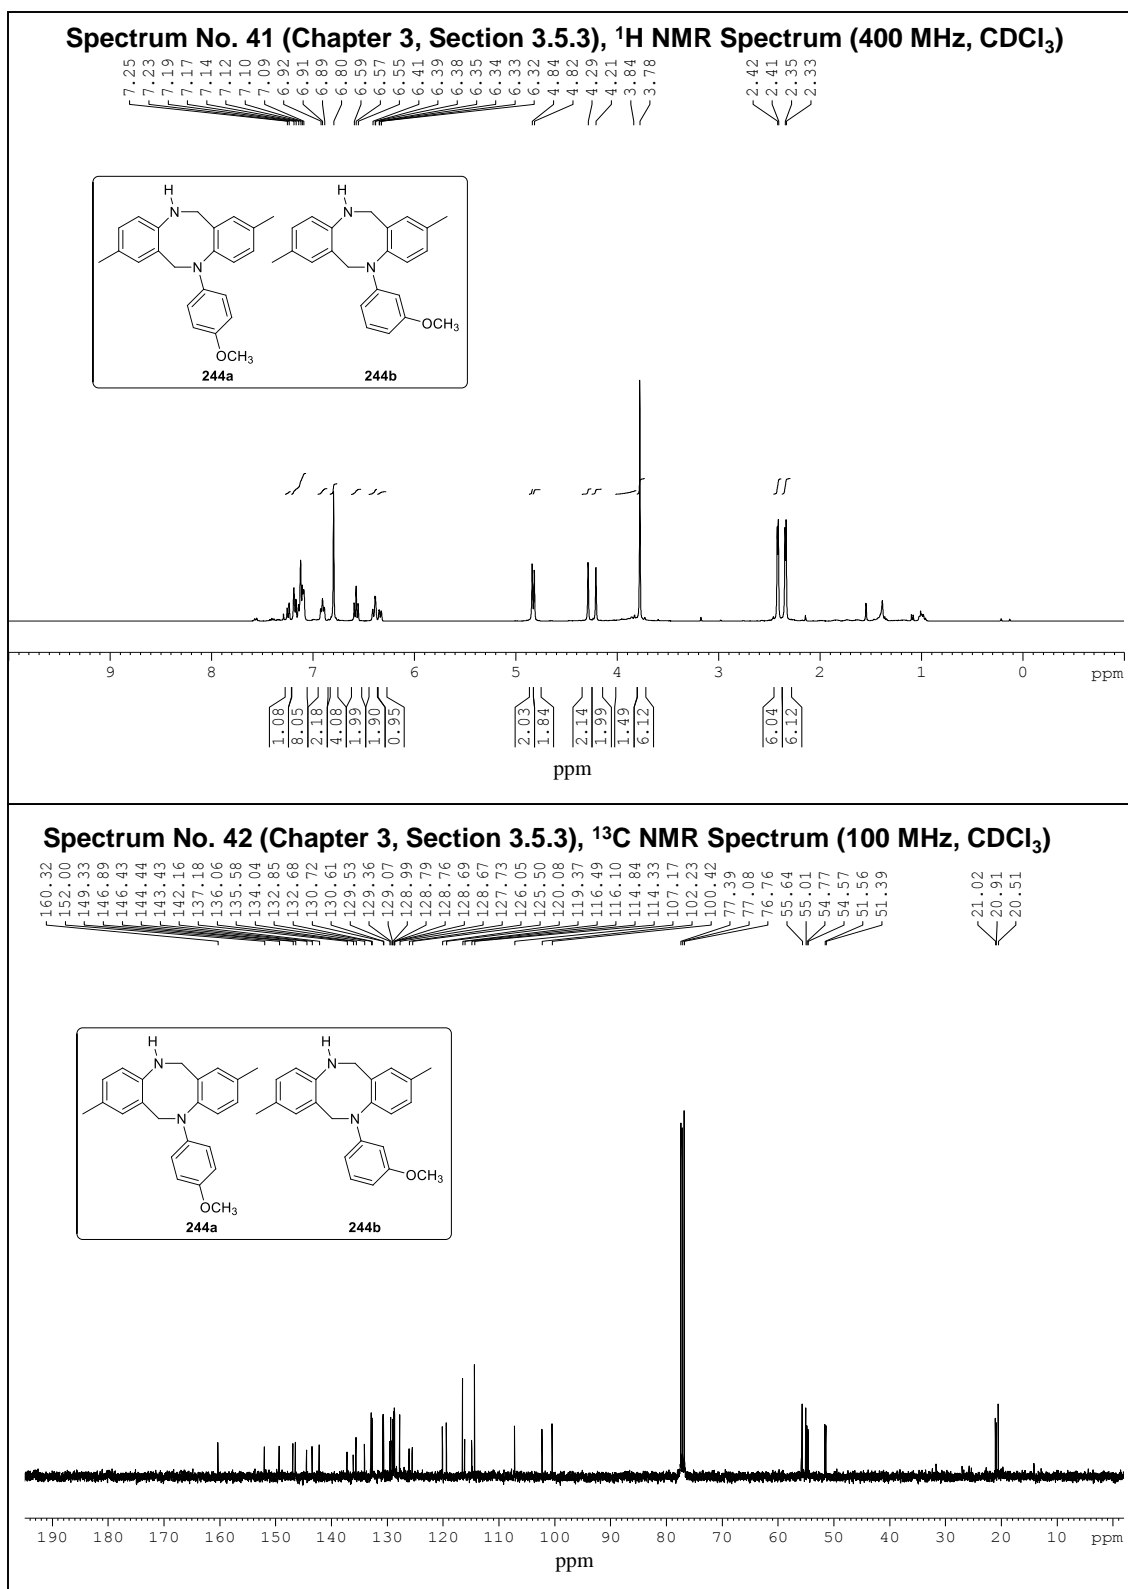 Spectrum No. 41 (Chapter 3, Section 3.5.3), ¹H NMR Spectrum (400 MHz, CDCl₃)
7.25 7.23 7.19 7.17 7.14 7.12 7.10 7.09 6.92 6.91 6.89 6.80 6.59 6.57 6.55 6.41 6.39 6.38 6.35 6.34 6.33 6.32 4.84 4.82 4.29 4.21 3.84 3.78 2.42 2.41 2.35 2.33
H H
N N
N N
OCH₃
OCH₃
244a 244b
9 8 7 6 5 4 3 2 1 0 ppm
1.08 8.05 2.18 4.08 1.99 1.90 0.95 2.03 1.84 2.14 1.99 1.49 6.12 6.04 6.12
ppm
Spectrum No. 42 (Chapter 3, Section 3.5.3), ¹³C NMR Spectrum (100 MHz, CDCl₃)
160.32 152.00 149.33 146.89 146.43 144.44 143.43 142.16 137.18 136.06 135.58 134.04 132.85 132.68 130.72 130.61 129.53 129.36 129.07 128.99 128.79 128.76 128.69 128.67 127.73 126.05 125.50 120.08 119.37 116.49 116.10 114.84 114.33 107.17 102.23 100.42 77.39 77.08 76.76 55.64 55.01 54.77 54.57 51.56 51.39 21.02 20.91 20.51
H H
N N
N N
OCH₃
OCH₃
244a 244b
190 180 170 160 150 140 130 120 110 100 90 80 70 60 50 40 30 20 10 ppm
ppm